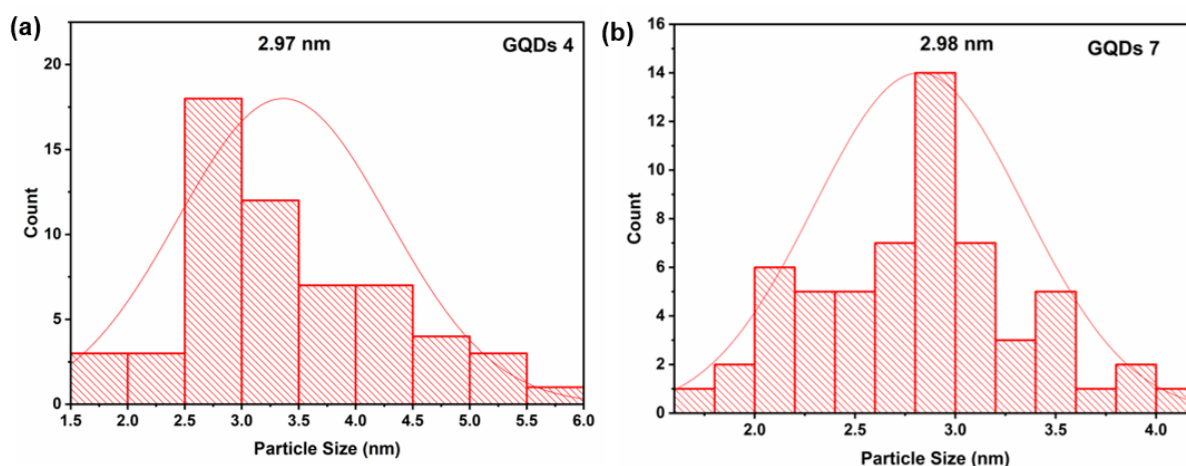 (a)
2.97 nm
GQDs 4
20
15
10
5
0
Count
1.5 2.0 2.5 3.0 3.5 4.0 4.5 5.0 5.5 6.0
Particle Size (nm)
(b)
2.98 nm
GQDs 7
16
14
12
10
8
6
4
2
0
Count
2.0 2.5 3.0 3.5 4.0
Particle Size (nm)